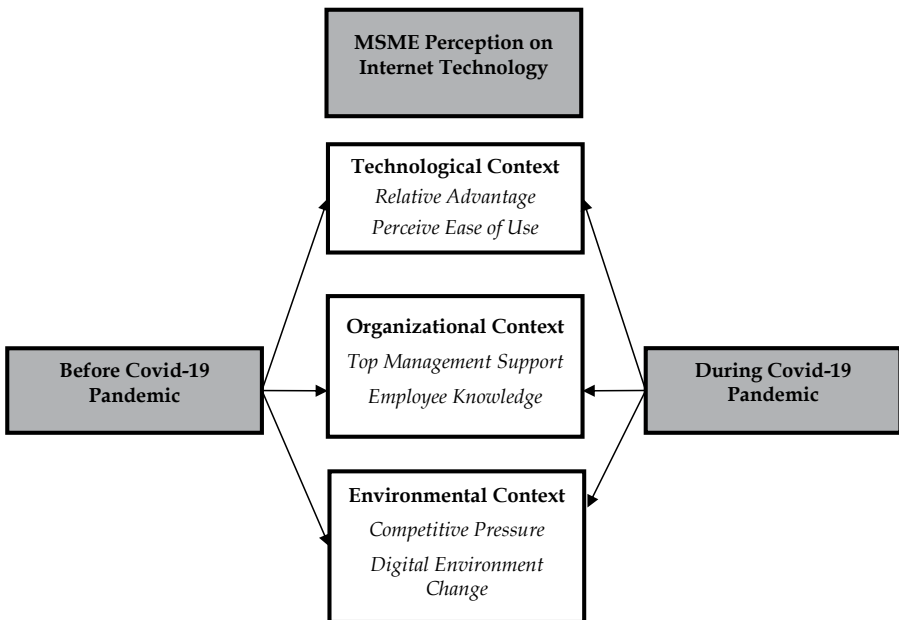 MSME Perception on
Internet Technology
Technological Context
Relative Advantage
Perceive Ease of Use
Organizational Context
Top Management Support
Employee Knowledge
Before Covid-19
Pandemic
During Covid-19
Pandemic
Environmental Context
Competitive Pressure
Digital Environment
Change